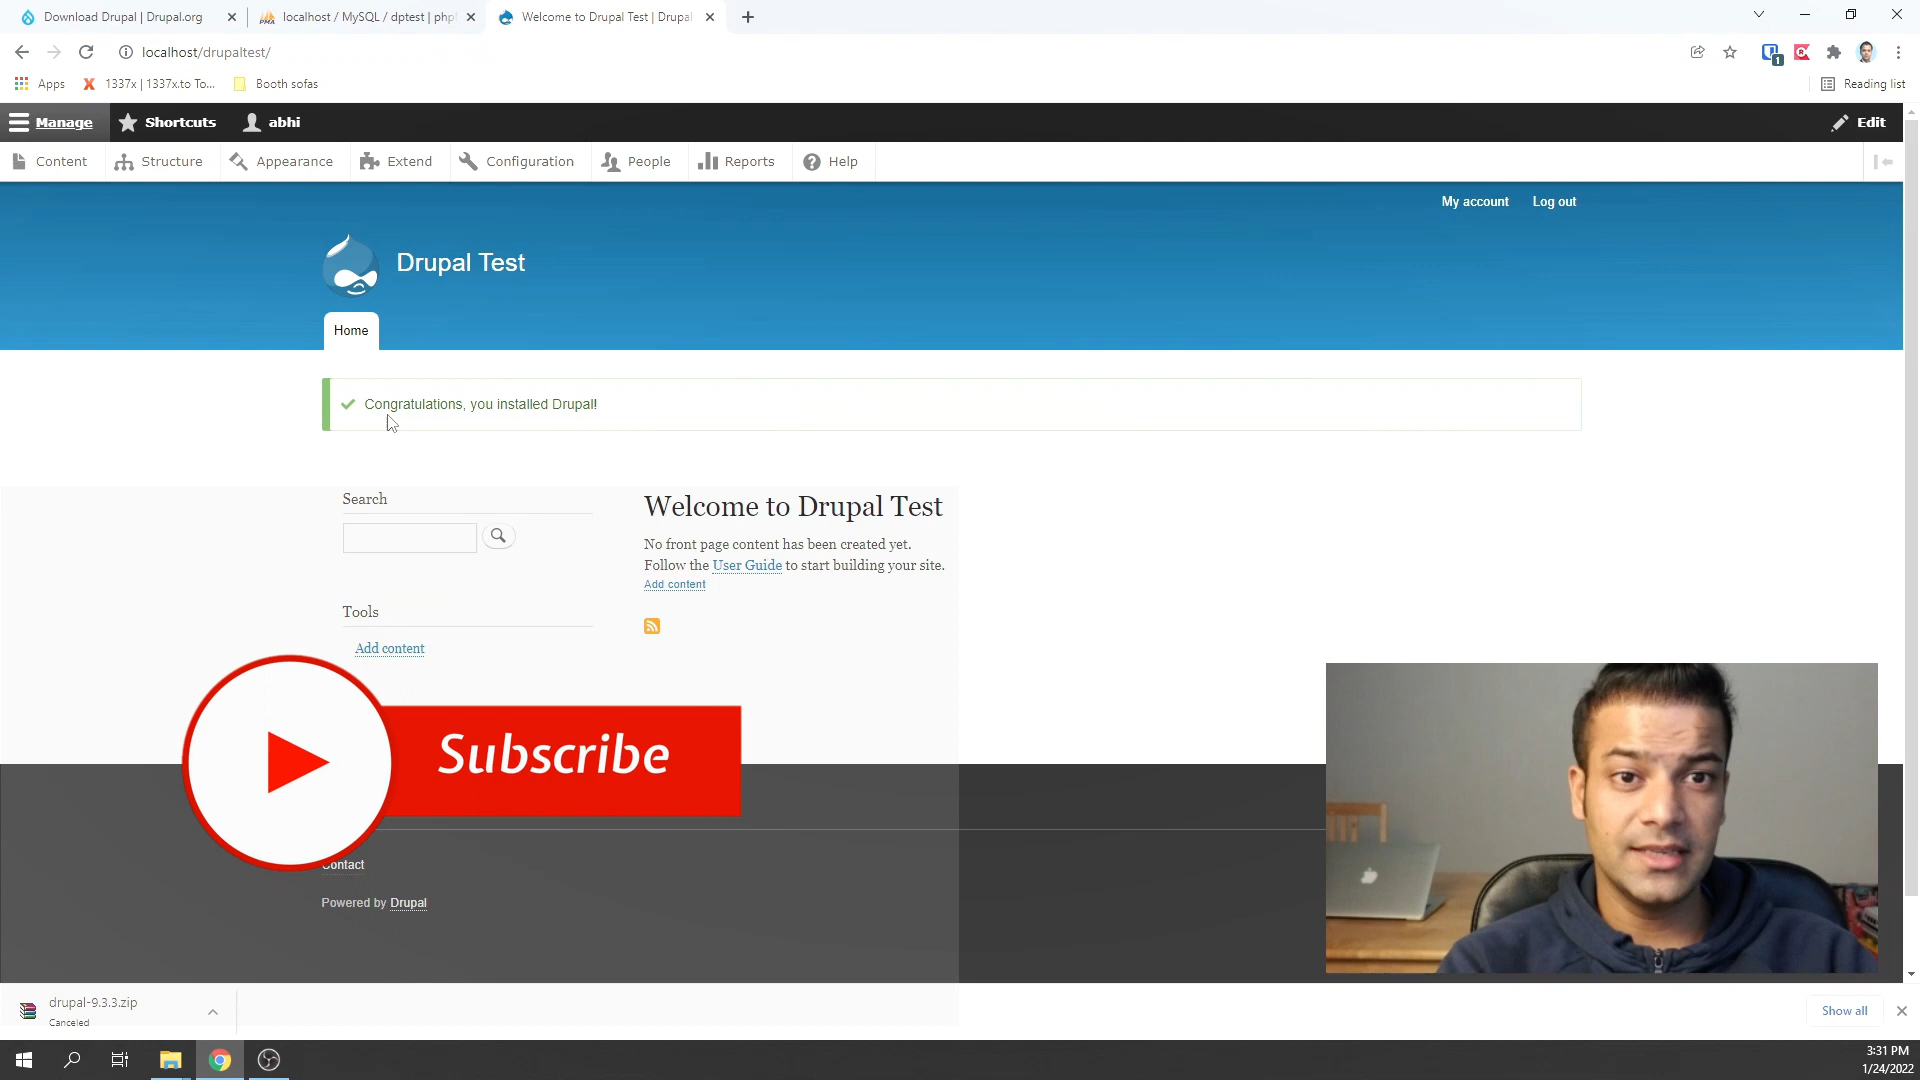 Download Drupal | Drupal.org
localhost / MySQL / dptest | php
Welcome to Drupal Test | Drupal
localhost/drupaltest/
1
Apps
1337x | 1337x.to To...
Booth sofas
Reading list
Manage
Shortcuts
abhi
Edit
Content
Structure
Appearance
Extend
Configuration
People
Reports
Help
My account
Log out
Drupal Test
Home
Congratulations, you installed Drupal!
Search
Welcome to Drupal Test
No front page content has been created yet.
Follow the User Guide to start building your site.
Add content
Tools
Add content
Subscribe
Contact
Powered by Drupal
drupal-9.3.3.zip
Canceled
Show all
3:31 PM
1/24/2022